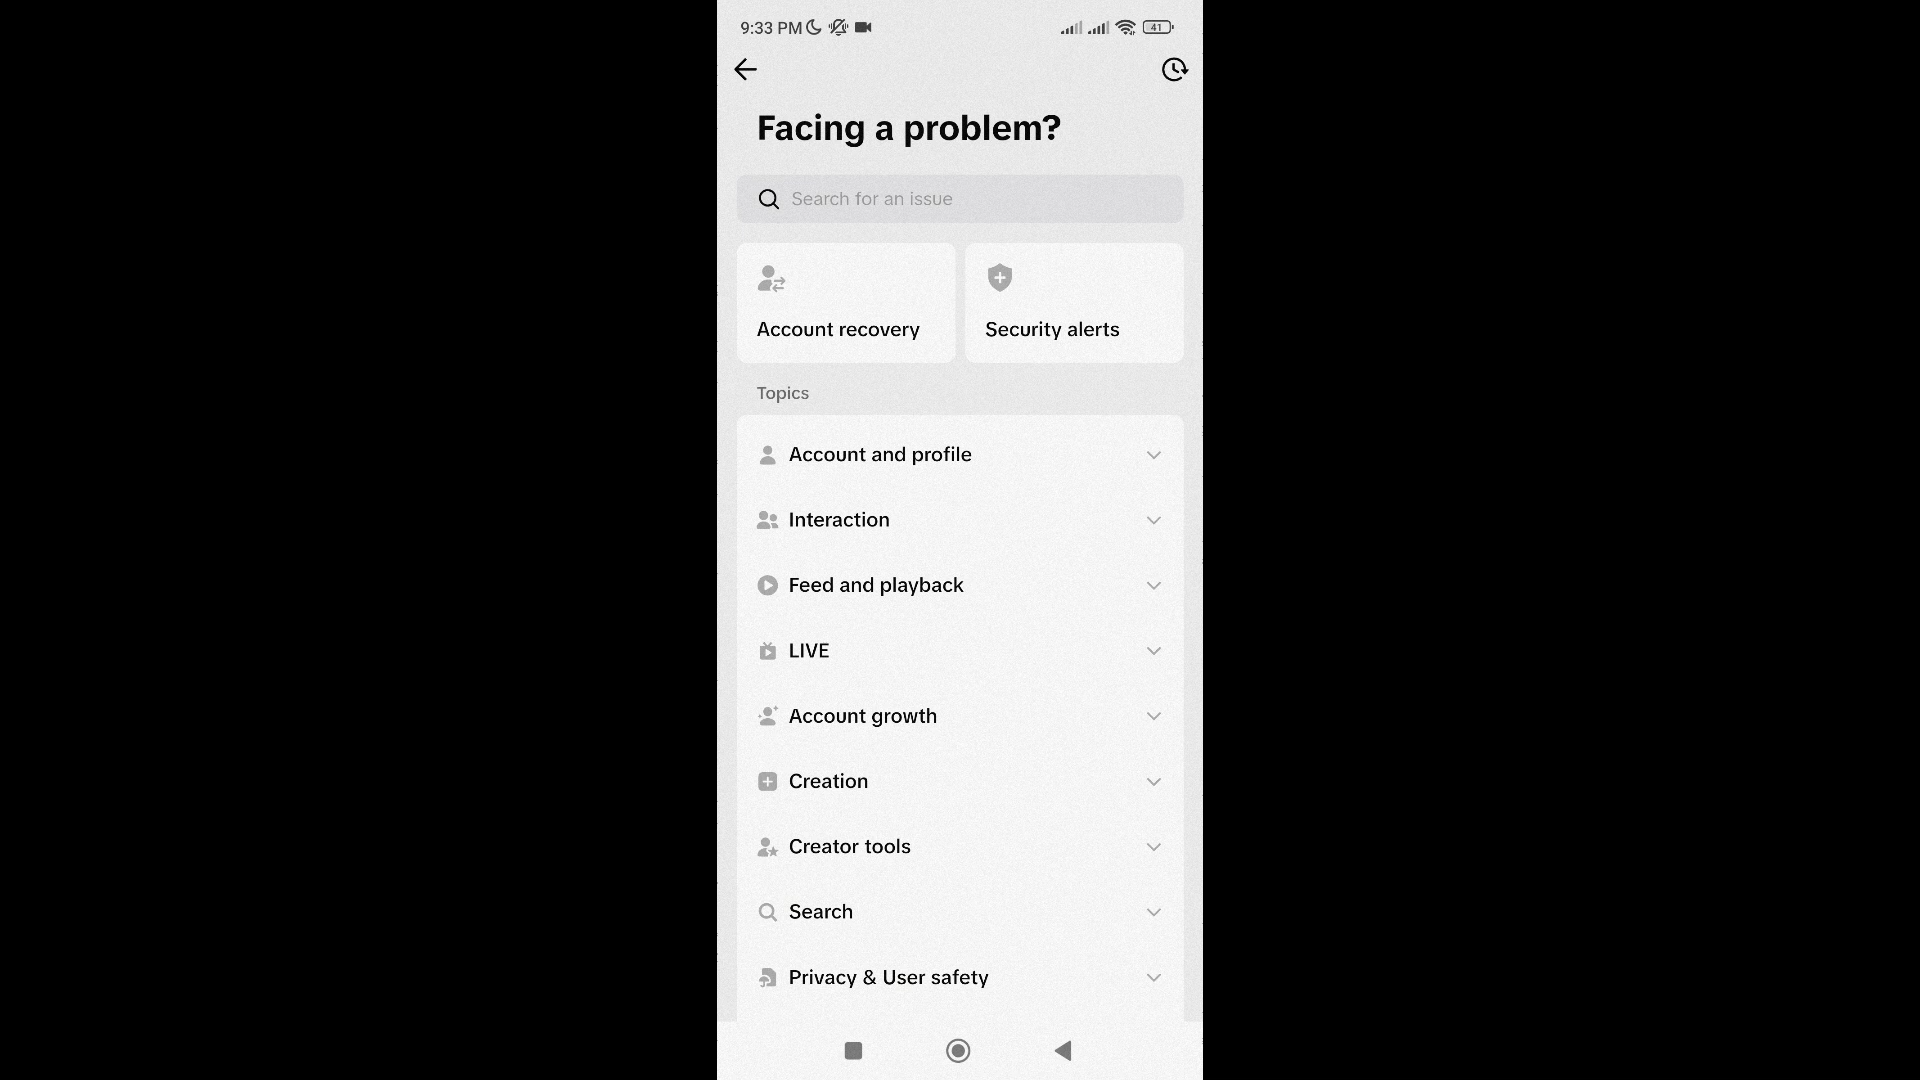 9:33 PM
41
Facing a problem?
Search for an issue
Account recovery
Security alerts
Topics
Account and profile
Interaction
Feed and playback
LIVE
Account growth
Creation
Creator tools
Search
Privacy & User safety